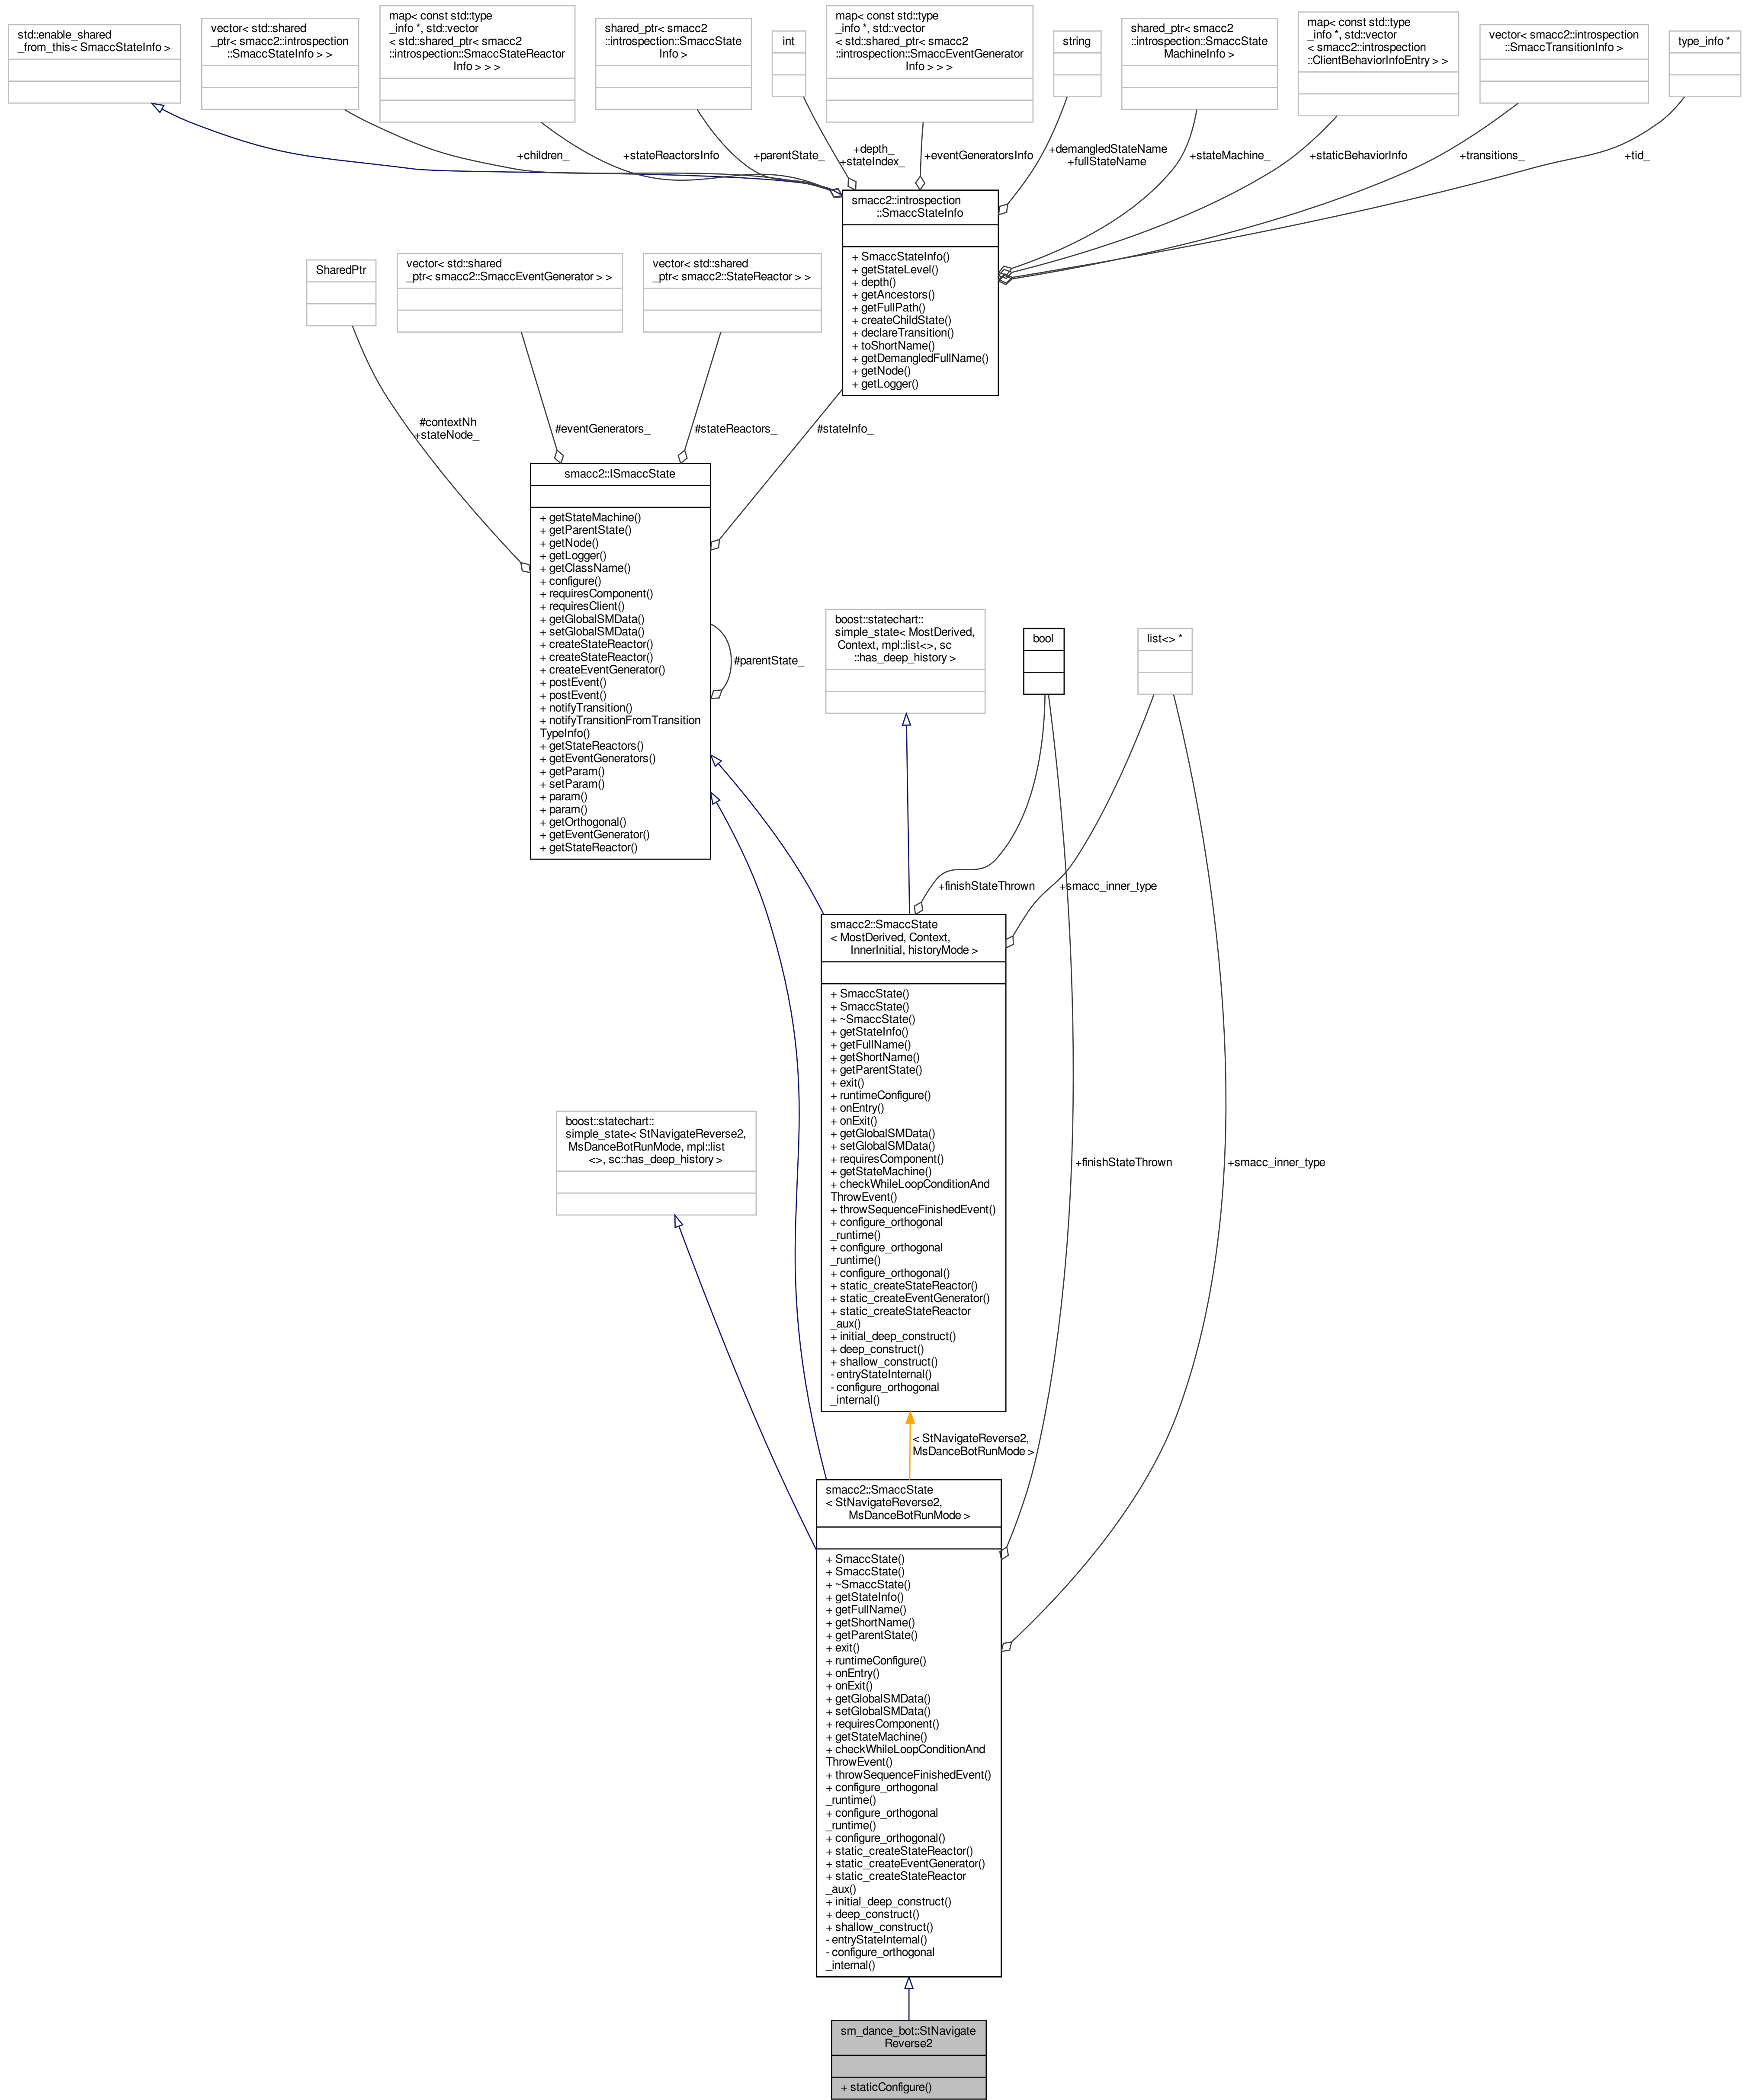 std::enable_shared
_from_this< SmaccStateInfo >
vector< std::shared
_ptr< smacc2::introspection
::SmaccStateInfo > >
map< const std::type
_info *, std::vector
< std::shared_ptr< smacc2
::introspection::SmaccStateReactor
Info > > >
shared_ptr< smacc2
::introspection::SmaccState
Info >
int
map< const std::type
_info *, std::vector
< std::shared_ptr< smacc2
::introspection::SmaccEventGenerator
Info > > >
string
shared_ptr< smacc2
::introspection::SmaccState
MachineInfo >
map< const std::type
_info *, std::vector
< smacc2::introspection
::ClientBehaviorInfoEntry > >
vector< smacc2::introspection
::SmaccTransitionInfo >
type_info *
+children_
+stateReactorsInfo
+parentState_
+depth_
+stateIndex_
+eventGeneratorsInfo
+demangledStateName
+fullStateName
+stateMachine_
+staticBehaviorInfo
+transitions_
+tid_
smacc2::introspection
::SmaccStateInfo
+ SmaccStateInfo()
+ getStateLevel()
+ depth()
+ getAncestors()
+ getFullPath()
+ createChildState()
+ declareTransition()
+ toShortName()
+ getDemangledFullName()
+ getNode()
+ getLogger()
SharedPtr
vector< std::shared
_ptr< smacc2::SmaccEventGenerator > >
vector< std::shared
_ptr< smacc2::StateReactor > >
#contextNh
+stateNode_
#eventGenerators_
#stateReactors_
#stateInfo_
smacc2::ISmaccState
+ getStateMachine()
+ getParentState()
+ getNode()
+ getLogger()
+ getClassName()
+ configure()
+ requiresComponent()
+ requiresClient()
+ getGlobalSMData()
+ setGlobalSMData()
+ createStateReactor()
+ createStateReactor()
+ createEventGenerator()
+ postEvent()
+ postEvent()
+ notifyTransition()
+ notifyTransitionFromTransition
TypeInfo()
+ getStateReactors()
+ getEventGenerators()
+ getParam()
+ setParam()
+ param()
+ param()
+ getOrthogonal()
+ getEventGenerator()
+ getStateReactor()
#parentState_
boost::statechart::
simple_state< MostDerived,
Context, mpl::list<>, sc
::has_deep_history >
bool
list<> *
+finishStateThrown
+smacc_inner_type
smacc2::SmaccState
< MostDerived, Context,
InnerInitial, historyMode >
+ SmaccState()
+ SmaccState()
+ ~SmaccState()
+ getStateInfo()
+ getFullName()
+ getShortName()
+ getParentState()
+ exit()
+ runtimeConfigure()
+ onEntry()
+ onExit()
+ getGlobalSMData()
+ setGlobalSMData()
+ requiresComponent()
+ getStateMachine()
+ checkWhileLoopConditionAnd
ThrowEvent()
+ throwSequenceFinishedEvent()
+ configure_orthogonal
_runtime()
+ configure_orthogonal
_runtime()
+ configure_orthogonal()
+ static_createStateReactor()
+ static_createEventGenerator()
+ static_createStateReactor
_aux()
+ initial_deep_construct()
+ deep_construct()
+ shallow_construct()
- entryStateInternal()
- configure_orthogonal
_internal()
boost::statechart::
simple_state< StNavigateReverse2,
MsDanceBotRunMode, mpl::list
<>, sc::has_deep_history >
+finishStateThrown
+smacc_inner_type
< StNavigateReverse2,
MsDanceBotRunMode >
smacc2::SmaccState
< StNavigateReverse2,
MsDanceBotRunMode >
+ SmaccState()
+ SmaccState()
+ ~SmaccState()
+ getStateInfo()
+ getFullName()
+ getShortName()
+ getParentState()
+ exit()
+ runtimeConfigure()
+ onEntry()
+ onExit()
+ getGlobalSMData()
+ setGlobalSMData()
+ requiresComponent()
+ getStateMachine()
+ checkWhileLoopConditionAnd
ThrowEvent()
+ throwSequenceFinishedEvent()
+ configure_orthogonal
_runtime()
+ configure_orthogonal
_runtime()
+ configure_orthogonal()
+ static_createStateReactor()
+ static_createEventGenerator()
+ static_createStateReactor
_aux()
+ initial_deep_construct()
+ deep_construct()
+ shallow_construct()
- entryStateInternal()
- configure_orthogonal
_internal()
sm_dance_bot::StNavigate
Reverse2
+ staticConfigure()